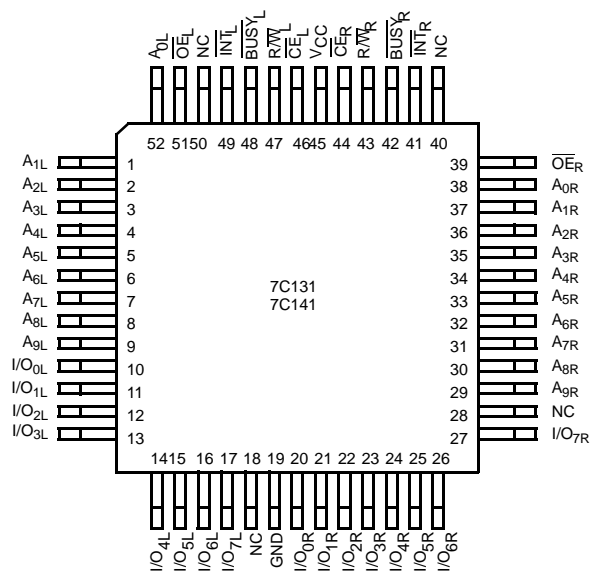 A0L
OEL
NC
INTL
BUSYL
R/WL
CEL
VCC
CER
R/WR
BUSYR
INTR
NC
52 51 50 49 48 47 46 45 44 43 42 41 40
A1L 1
A2L 2
A3L 3
A4L 4
A5L 5
A6L 6
A7L 7
A8L 8
A9L 9
I/O0L 10
I/O1L 11
I/O2L 12
I/O3L 13
7C131
7C141
39 OER
38 A0R
37 A1R
36 A2R
35 A3R
34 A4R
33 A5R
32 A6R
31 A7R
30 A8R
29 A9R
28 NC
27 I/O7R
14 15 16 17 18 19 20 21 22 23 24 25 26
I/O4L
I/O5L
I/O6L
I/O7L
NC
GND
I/O0R
I/O1R
I/O2R
I/O3R
I/O4R
I/O5R
I/O6R